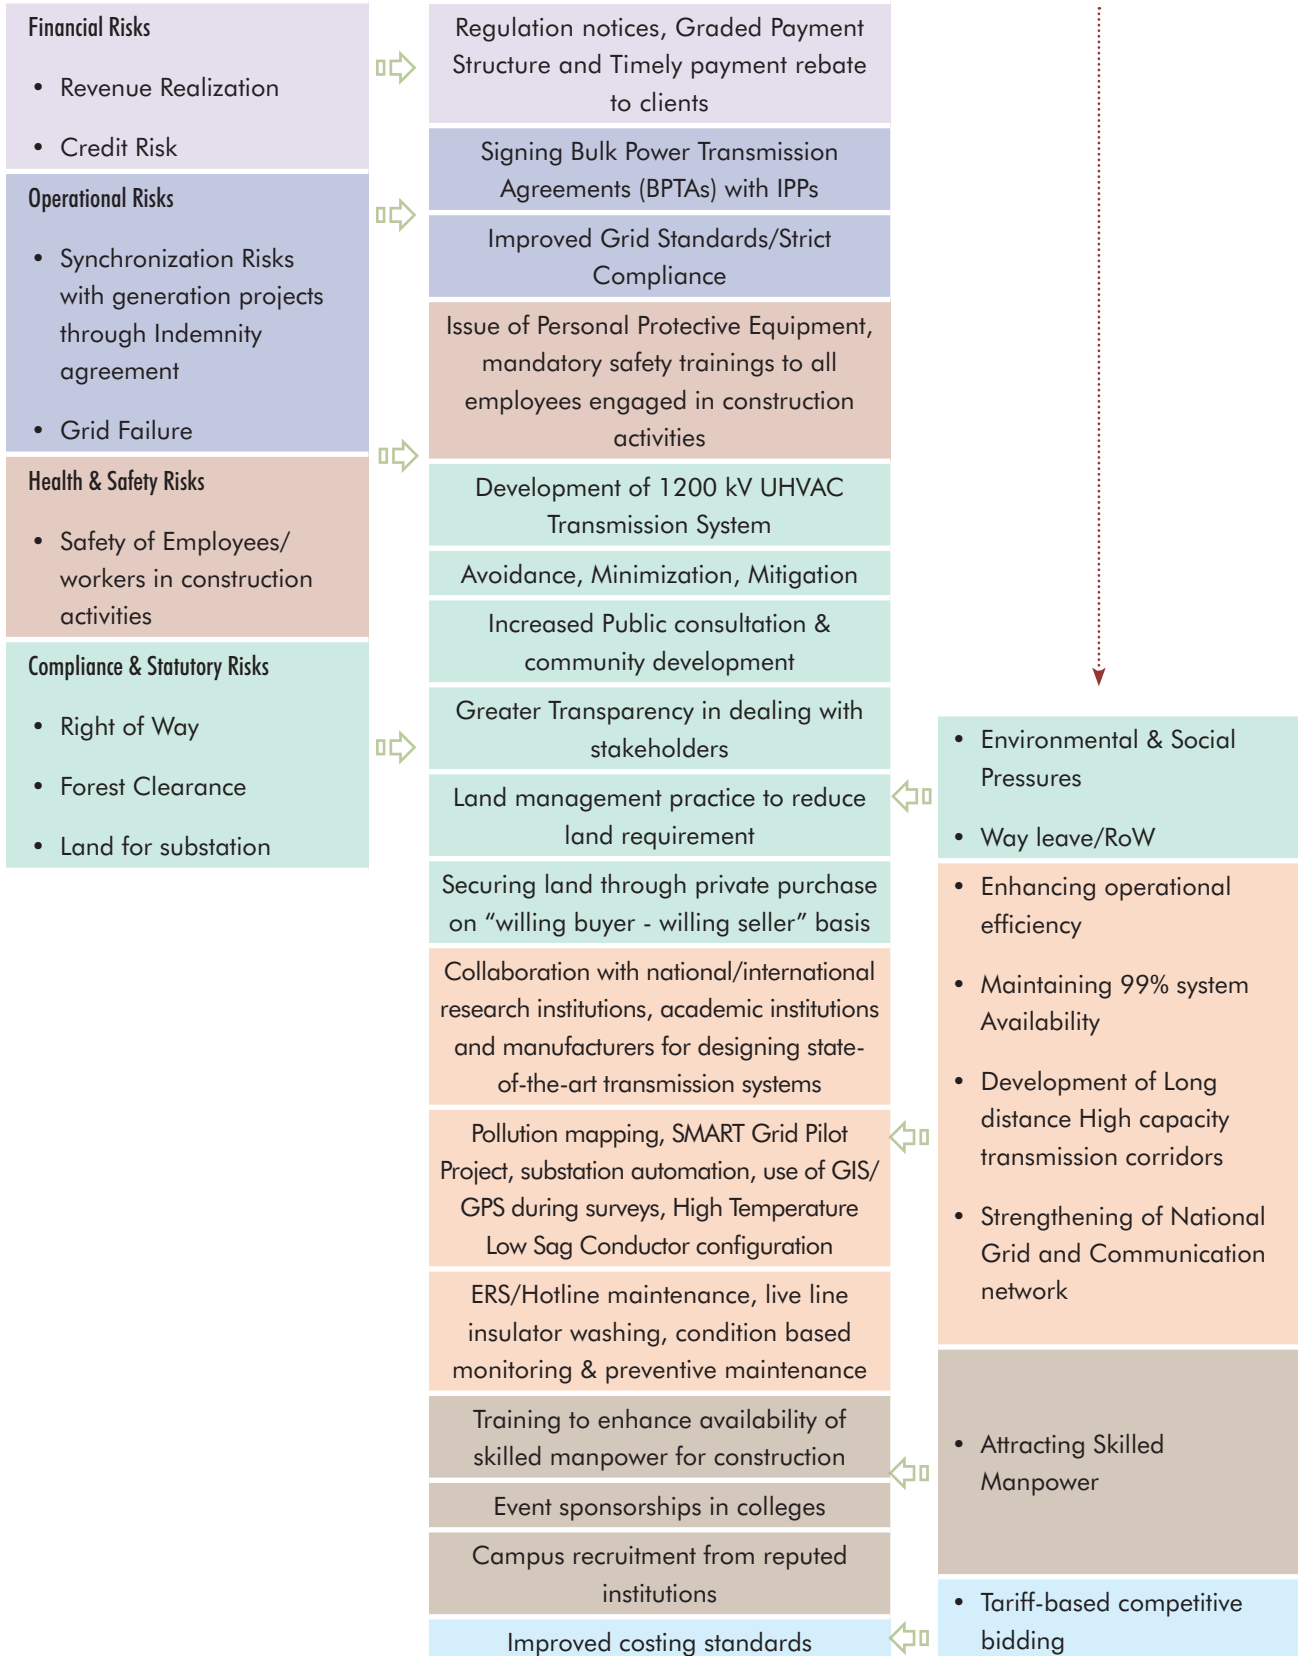 Financial Risks
• Revenue Realization
• Credit Risk
Operational Risks
• Synchronization Risks
with generation projects
through Indemnity
agreement
• Grid Failure
Health & Safety Risks
• Safety of Employees/
workers in construction
activities
Compliance & Statutory Risks
• Right of Way
• Forest Clearance
• Land for substation
Regulation notices, Graded Payment
Structure and Timely payment rebate
to clients
Signing Bulk Power Transmission
Agreements (BPTAs) with IPPs
Improved Grid Standards/Strict
Compliance
Issue of Personal Protective Equipment,
mandatory safety trainings to all
employees engaged in construction
activities
Development of 1200 kV UHVAC
Transmission System
Avoidance, Minimization, Mitigation
Increased Public consultation &
community development
Greater Transparency in dealing with
stakeholders
Land management practice to reduce
land requirement
Securing land through private purchase
on “willing buyer - willing seller” basis
Collaboration with national/international
research institutions, academic institutions
and manufacturers for designing state-
of-the-art transmission systems
Pollution mapping, SMART Grid Pilot
Project, substation automation, use of GIS/
GPS during surveys, High Temperature
Low Sag Conductor configuration
ERS/Hotline maintenance, live line
insulator washing, condition based
monitoring & preventive maintenance
Training to enhance availability of
skilled manpower for construction
Event sponsorships in colleges
Campus recruitment from reputed
institutions
Improved costing standards
• Environmental & Social
Pressures
• Way leave/RoW
• Enhancing operational
efficiency
• Maintaining 99% system
Availability
• Development of Long
distance High capacity
transmission corridors
• Strengthening of National
Grid and Communication
network
• Attracting Skilled
Manpower
• Tariff-based competitive
bidding